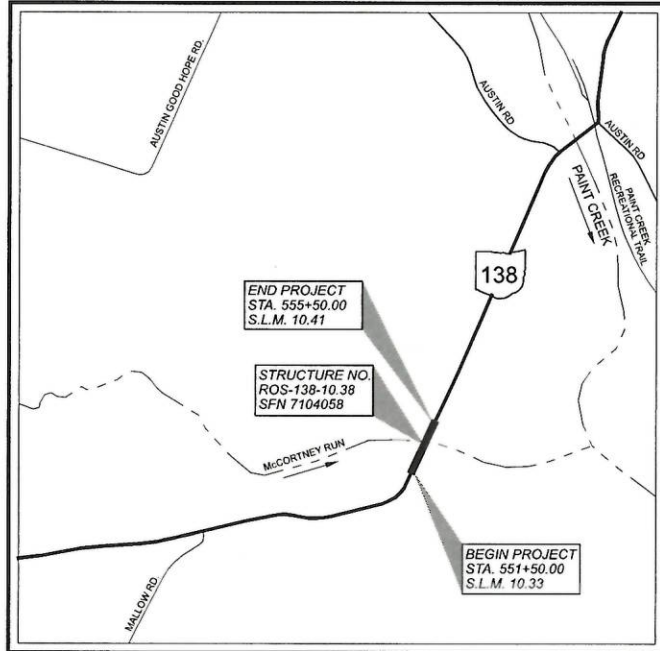 AUSTIN GOOD HOPE RD.
AUSTIN RD
AUSTIN RD
PAINT CREEK
PAINT CREEK
RECREATIONAL TRAIL
138
END PROJECT
STA. 555+50.00
S.L.M. 10.41
STRUCTURE NO.
ROS-138-10.38
SFN 7104058
McCORTNEY RUN
BEGIN PROJECT
STA. 551+50.00
S.L.M. 10.33
MALLOW RD.